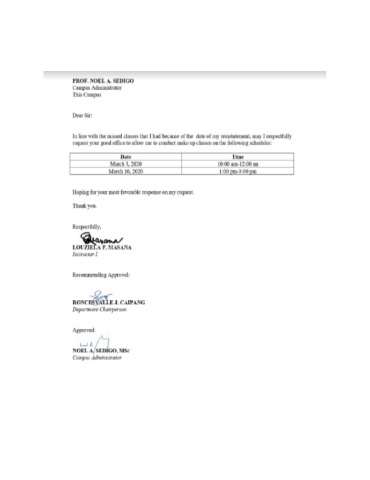 PROF. NOEL A. SEDIGO
Campus Administrator
This Campus
Dear Sir:
In line with the missed classes that I had because of the date of my reinstatement, may I respectfully
request your good office to allow me to conduct make up classes on the following schedules:
Date Time
March 3, 2020 10:00 am-12:00 nn
March 10, 2020 1:00 pm-3:00 pm
Hoping for your most favorable response on my request.
Thank you.
Respectfully,
LOUZIELA P. MASANA
Instructor I
Recommending Approval:
RONCESVALLE J. CAIPANG
Department Chairperson
Approved:
NOEL A. SEDIGO, MSc
Campus Administrator